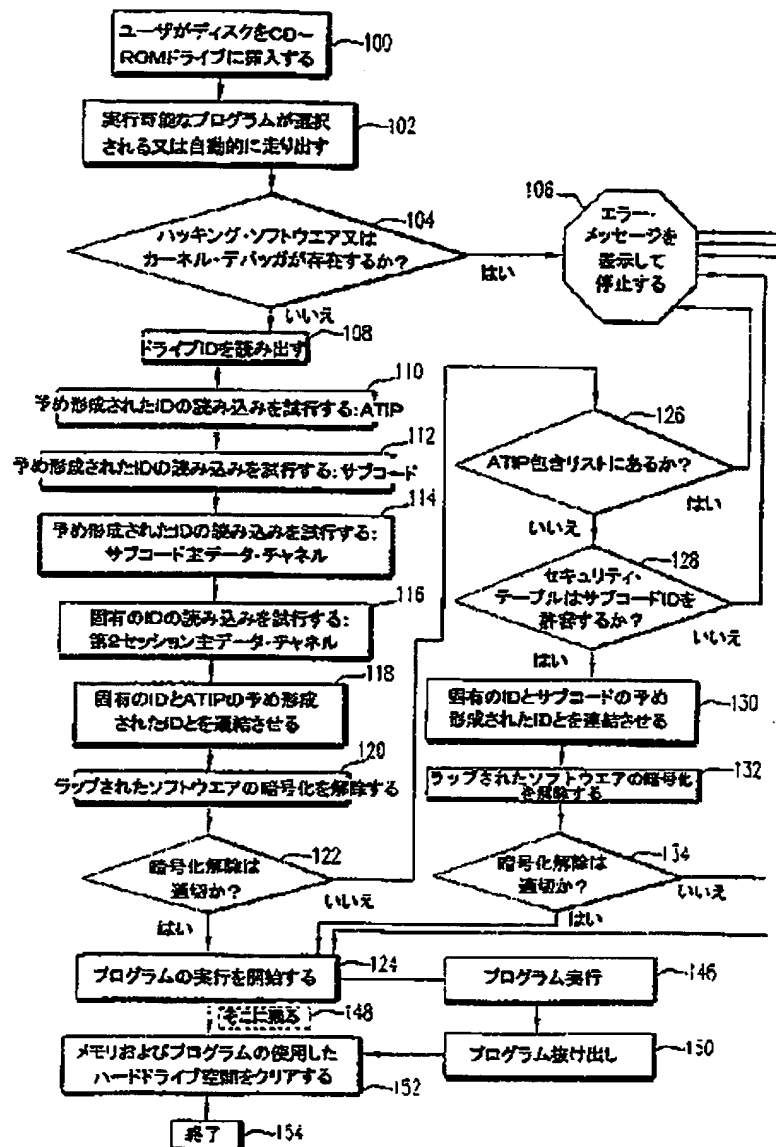 ユーザがディスクをCD-
ROMドライブに挿入する
100
実行可能なプログラムが選択
される又は自動的に走り出す
102
ハッキング・ソフトウエア又は
カーネル・デバッガが存在するか?
104
はい
いいえ
106
エラー・
メッセージを
表示して
停止する
ドライブIDを読み出す
108
予め形成されたIDの読み込みを試行する:ATIP
110
予め形成されたIDの読み込みを試行する:サブコード
112
予め形成されたIDの読み込みを試行する:
サブコード主データ・チャネル
114
固有のIDの読み込みを試行する:
第2セッション主データ・チャネル
116
固有のIDとATIPの予め形成
されたIDとを連結させる
118
ラップされたソフトウエアの暗号化を解除する
120
暗号化解除は
適切か?
122
いいえ
はい
ATIP包含リストにあるか?
126
はい
いいえ
セキュリティ・
テーブルはサブコードIDを
許容するか?
128
いいえ
はい
固有のIDとサブコードの予め
形成されたIDとを連結させる
130
ラップされたソフトウエアの暗号化
を解除する
132
暗号化解除は
適切か?
134
いいえ
はい
プログラムの実行を開始する
124
プログラム実行
146
そこに戻る
148
プログラム抜け出し
150
メモリおよびプログラムの使用した
ハードドライブ空間をクリアする
152
終了
154